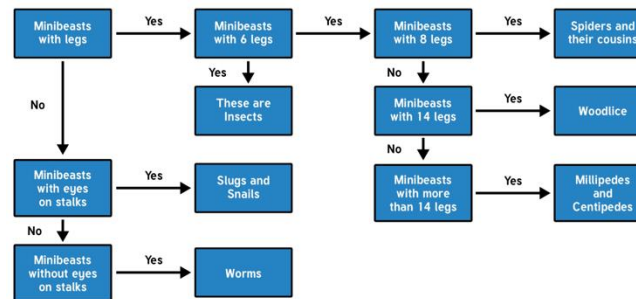 Minibeasts
with legs
Yes
Minibeasts
with 6 legs
Yes
Minibeasts
with 8 legs
Yes
Spiders and
their cousins
No
Yes
No
These are
Insects
Minibeasts
with 14 legs
Yes
Woodlice
No
Minibeasts
with eyes
on stalks
Yes
Slugs and
Snails
Minibeasts
with more
than 14 legs
Yes
Millipedes
and
Centipedes
No
Minibeasts
without eyes
on stalks
Yes
Worms